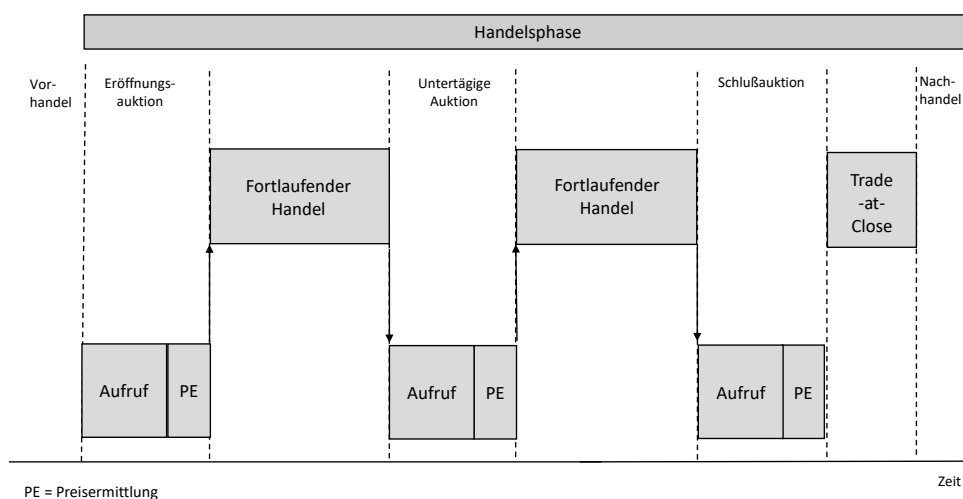 Handelsphase
Vor-
handel
Eröffnungs-
auktion
Untertägige
Auktion
Schlußauktion
Nach-
handel
Fortlaufender
Handel
Fortlaufender
Handel
Trade
-at-
Close
Aufruf
PE
Aufruf
PE
Aufruf
PE
Zeit
PE = Preisermittlung